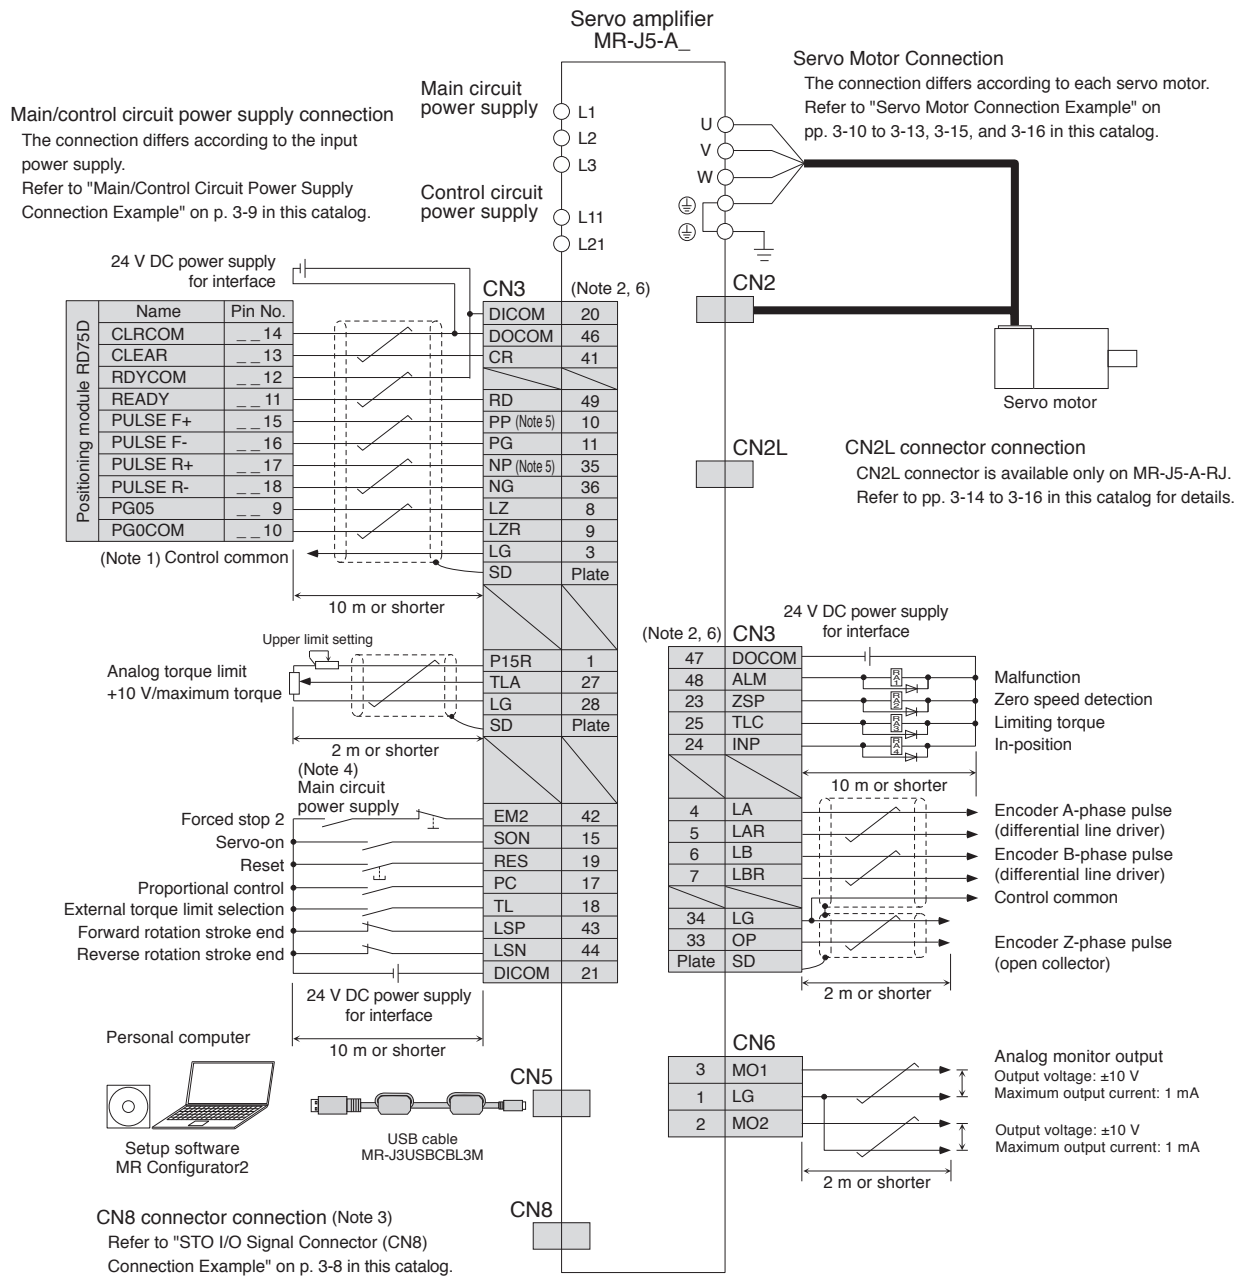 Servo amplifier
MR-J5-A_
Servo Motor Connection
The connection differs according to each servo motor.
Refer to "Servo Motor Connection Example" on
pp. 3-10 to 3-13, 3-15, and 3-16 in this catalog.
Main circuit
power supply
L1
L2
L3
Main/control circuit power supply connection
The connection differs according to the input
power supply.
Refer to "Main/Control Circuit Power Supply
Connection Example" on p. 3-9 in this catalog.
Control circuit
power supply
L11
L21
U
V
W
24 V DC power supply
for interface
CN3 (Note 2, 6)
Positioning module RD75D
Name Pin No.
CLRCOM _ _ 14
CLEAR _ _ 13
RDYCOM _ _ 12
READY _ _ 11
PULSE F+ _ _ 15
PULSE F- _ _ 16
PULSE R+ _ _ 17
PULSE R- _ _ 18
PG05 _ _ 9
PG0COM _ _ 10
(Note 1) Control common
DICOM 20
DOCOM 46
CR 41
RD 49
PP (Note 5) 10
PG 11
NP (Note 5) 35
NG 36
LZ 8
LZR 9
LG 3
SD Plate
10 m or shorter
Upper limit setting
Analog torque limit
+10 V/maximum torque
P15R 1
TLA 27
LG 28
SD Plate
2 m or shorter
(Note 4)
Main circuit
power supply
Forced stop 2 EM2 42
Servo-on SON 15
Reset RES 19
Proportional control PC 17
External torque limit selection TL 18
Forward rotation stroke end LSP 43
Reverse rotation stroke end LSN 44
DICOM 21
24 V DC power supply
for interface
10 m or shorter
Personal computer
Setup software
MR Configurator2
USB cable
MR-J3USBCBL3M
CN5
CN8 connector connection (Note 3)
Refer to "STO I/O Signal Connector (CN8)
Connection Example" on p. 3-8 in this catalog.
CN8
CN2
Servo motor
CN2L
CN2L connector connection
CN2L connector is available only on MR-J5-A-RJ.
Refer to pp. 3-14 to 3-16 in this catalog for details.
24 V DC power supply
for interface
(Note 2, 6) CN3
47 DOCOM
48 ALM RA1 Malfunction
23 ZSP RA2 Zero speed detection
25 TLC RA3 Limiting torque
24 INP RA4 In-position
10 m or shorter
4 LA
5 LAR
6 LB
7 LBR
34 LG
33 OP
Plate SD
Encoder A-phase pulse
(differential line driver)
Encoder B-phase pulse
(differential line driver)
Control common
Encoder Z-phase pulse
(open collector)
2 m or shorter
CN6
3 MO1
1 LG
2 MO2
Analog monitor output
Output voltage: ±10 V
Maximum output current: 1 mA
Output voltage: ±10 V
Maximum output current: 1 mA
2 m or shorter